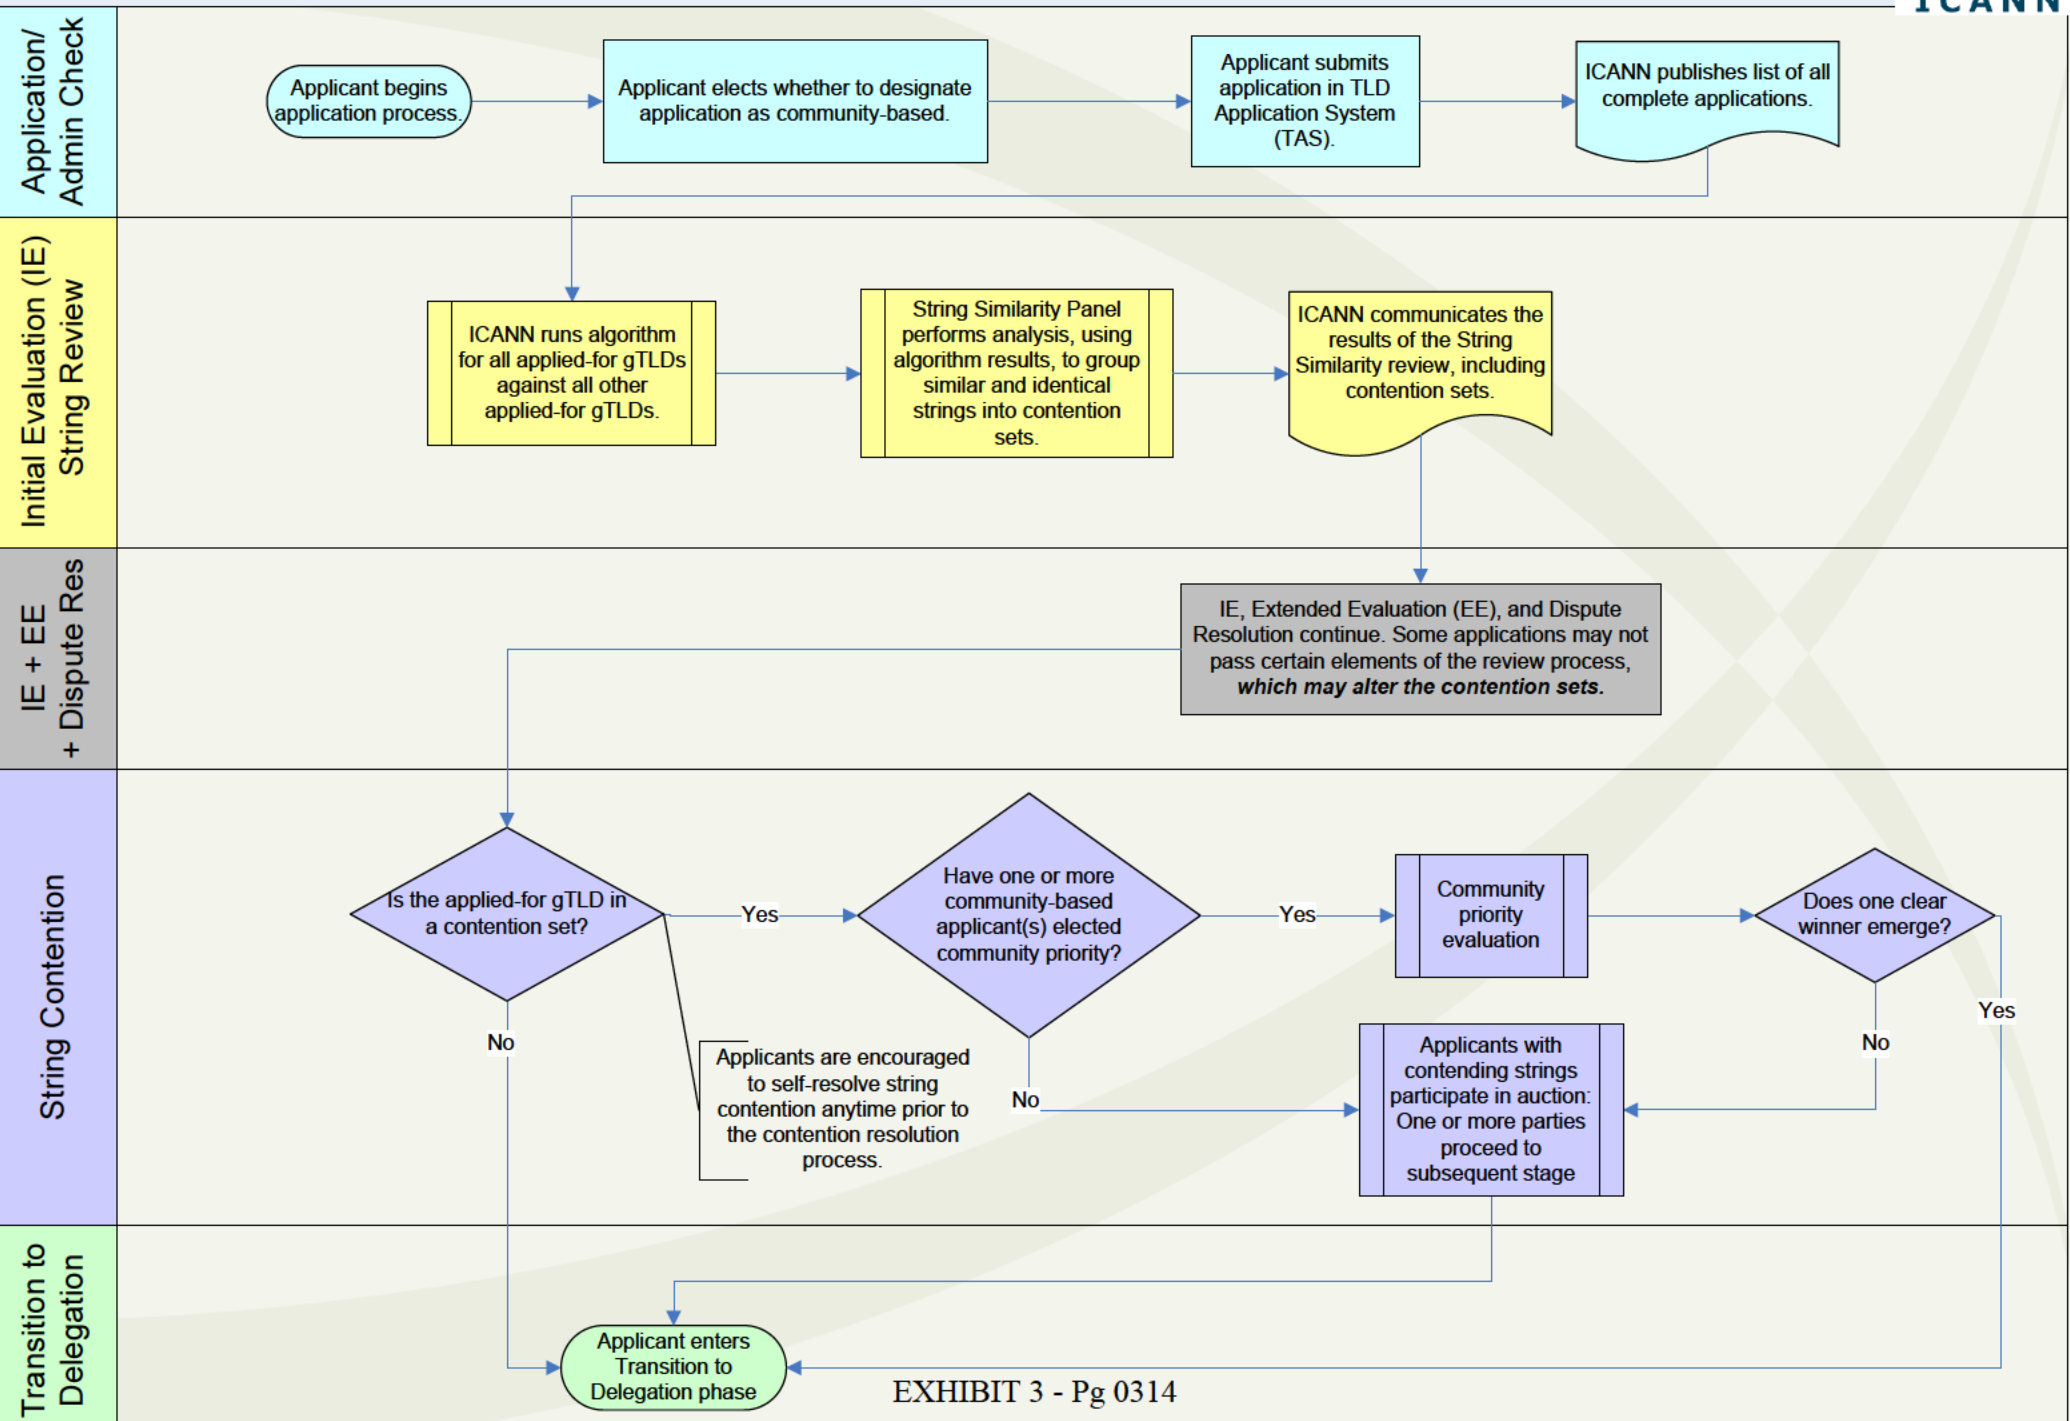 ICANN
Application/
Admin Check
Applicant begins
application process.
Applicant elects whether to designate
application as community-based.
Applicant submits
application in TLD
Application System
(TAS).
ICANN publishes list of all
complete applications.
Initial Evaluation (IE)
String Review
ICANN runs algorithm
for all applied-for gTLDs
against all other
applied-for gTLDs.
String Similarity Panel
performs analysis, using
algorithm results, to group
similar and identical
strings into contention
sets.
ICANN communicates the
results of the String
Similarity review, including
contention sets.
IE + EE
+ Dispute Res
IE, Extended Evaluation (EE), and Dispute
Resolution continue. Some applications may not
pass certain elements of the review process,
which may alter the contention sets.
String Contention
Is the applied-for gTLD in
a contention set?
Yes
Have one or more
community-based
applicant(s) elected
community priority?
Yes
Community
priority
evaluation
Does one clear
winner emerge?
Yes
No
No
No
Applicants are encouraged
to self-resolve string
contention anytime prior to
the contention resolution
process.
Applicants with
contending strings
participate in auction:
One or more parties
proceed to
subsequent stage
Transition to
Delegation
Applicant enters
Transition to
Delegation phase
EXHIBIT 3 - Pg 0314